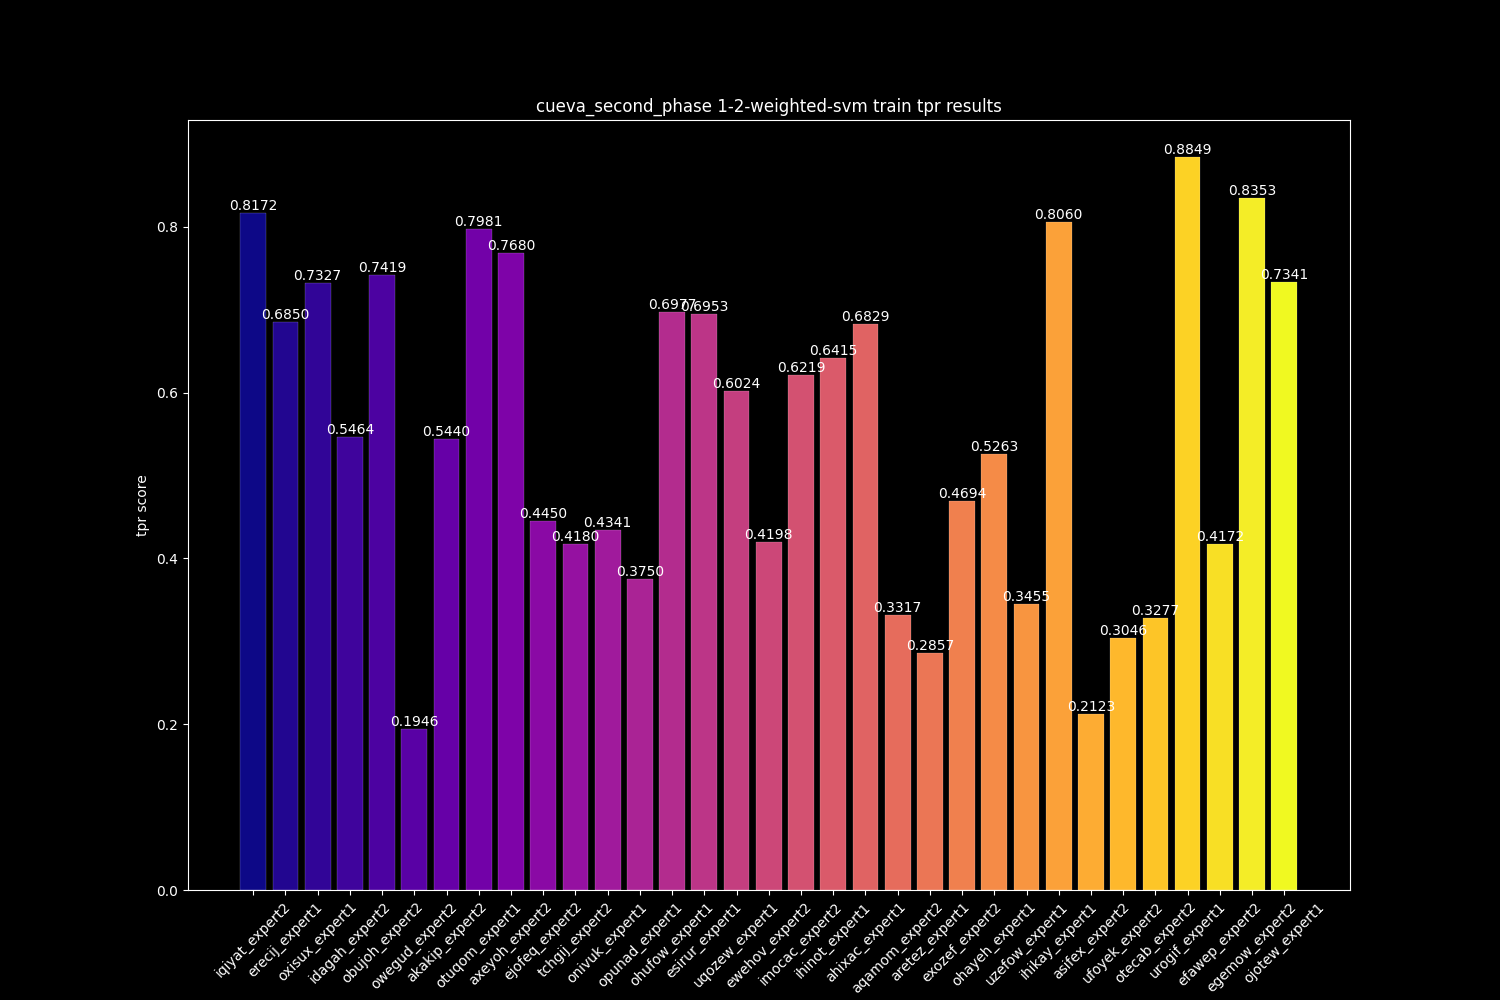 cueva_second_phase 1-2-weighted-svm train tpr results
0.8849
0.8353
0.8172
0.8060
0.7981
0.7680
0.7419
0.7327
0.7341
0.6850
0.6977
0.6953
0.6829
0.6415
0.6219
0.6024
0.5464
0.5440
0.5263
0.4694
0.4450
0.4341
0.4180
0.4198
0.4172
0.3750
0.3455
0.3317
0.3277
0.3046
0.2857
0.2123
0.1946
0.8
0.6
0.4
0.2
0.0
tpr score
iqjyat_expert2
erecij_expert1
oxisux_expert1
idagah_expert2
obujoh_expert2
owegud_expert2
akakip_expert2
otuqom_expert1
axeyoh_expert2
ejofeq_expert2
tchgjj_expert2
onivuk_expert1
opunad_expert1
ohufow_expert1
esirur_expert1
uqozew_expert1
ewehov_expert2
imocac_expert2
ihinot_expert1
ahixac_expert1
aqamom_expert2
aretez_expert1
exozef_expert2
ohayeh_expert1
uzefow_expert1
ihikay_expert1
asifex_expert2
ufoyek_expert2
otecab_expert2
urogif_expert1
efawep_expert2
egemow_expert2
ojotew_expert1